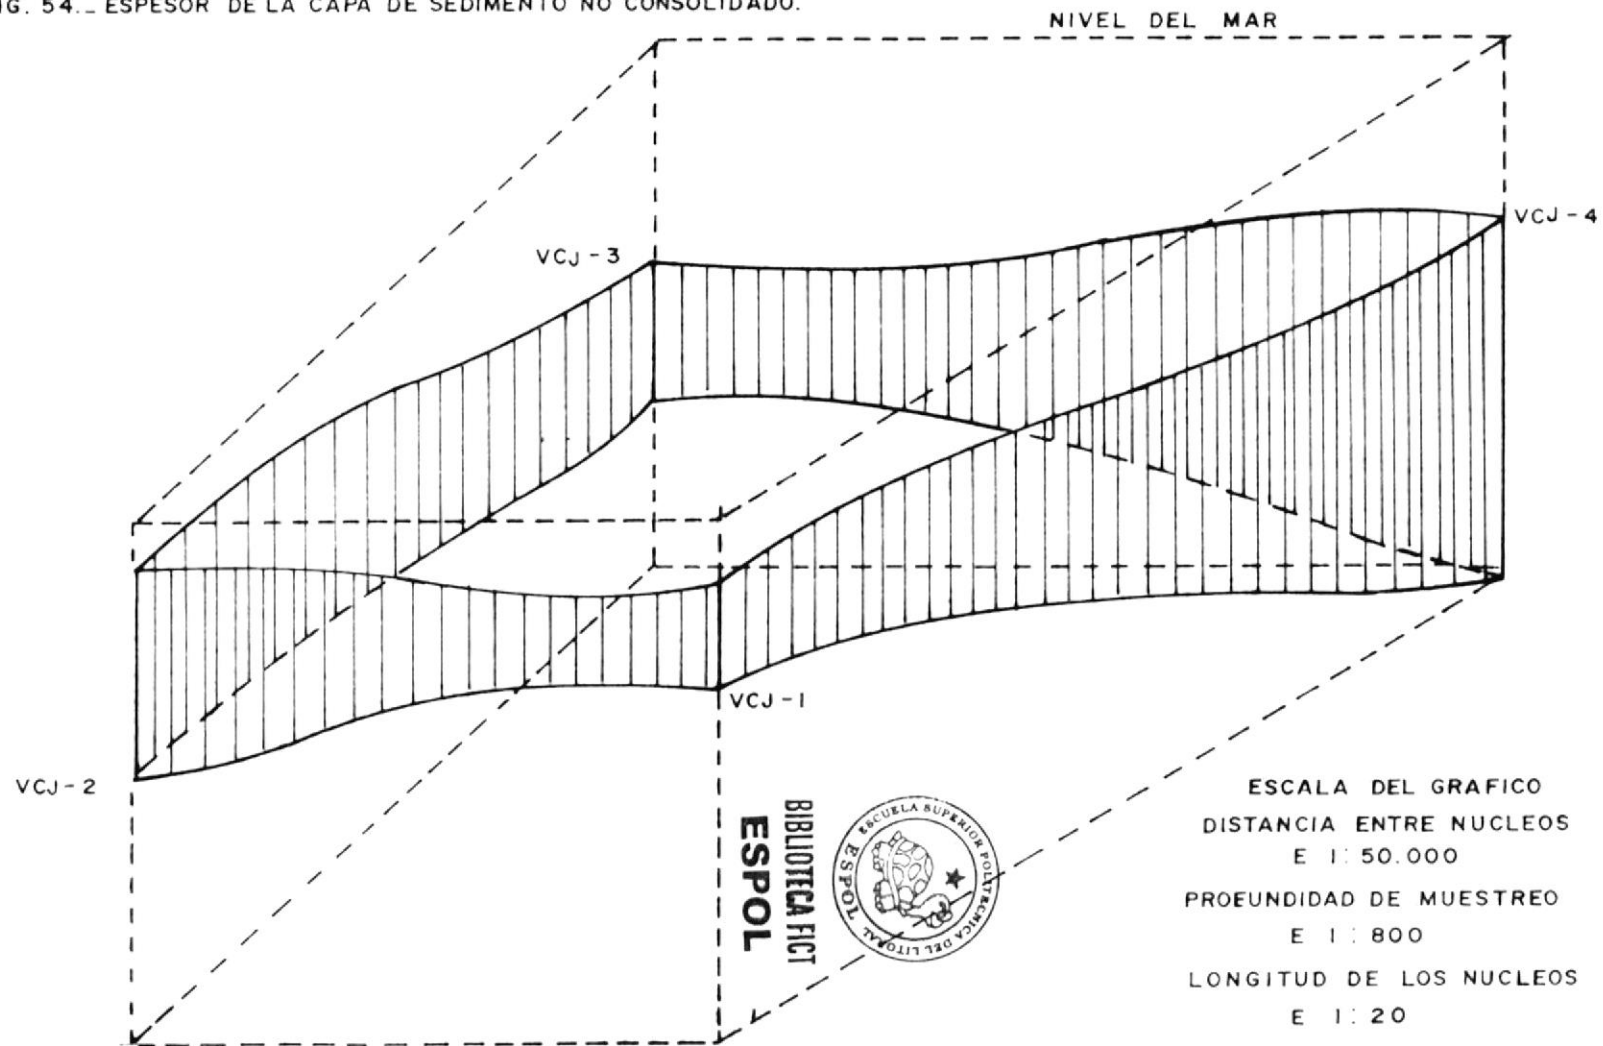 IG. 54._ ESPESOR DE LA CAPA DE SEDIMENTO NO CONSOLIDADO.
NIVEL DEL MAR
VCJ-4
VCJ-3
VCJ-1
VCJ-2
BIBLIOTECA FICT
ESPOL
ESCUELA SUPERIOR POLITECNICA DEL LITORAL
ESPOL
ESCALA DEL GRAFICO
DISTANCIA ENTRE NUCLEOS
E 1:50.000
PROEUNDIDAD DE MUESTREO
E 1:800
LONGITUD DE LOS NUCLEOS
E 1:20